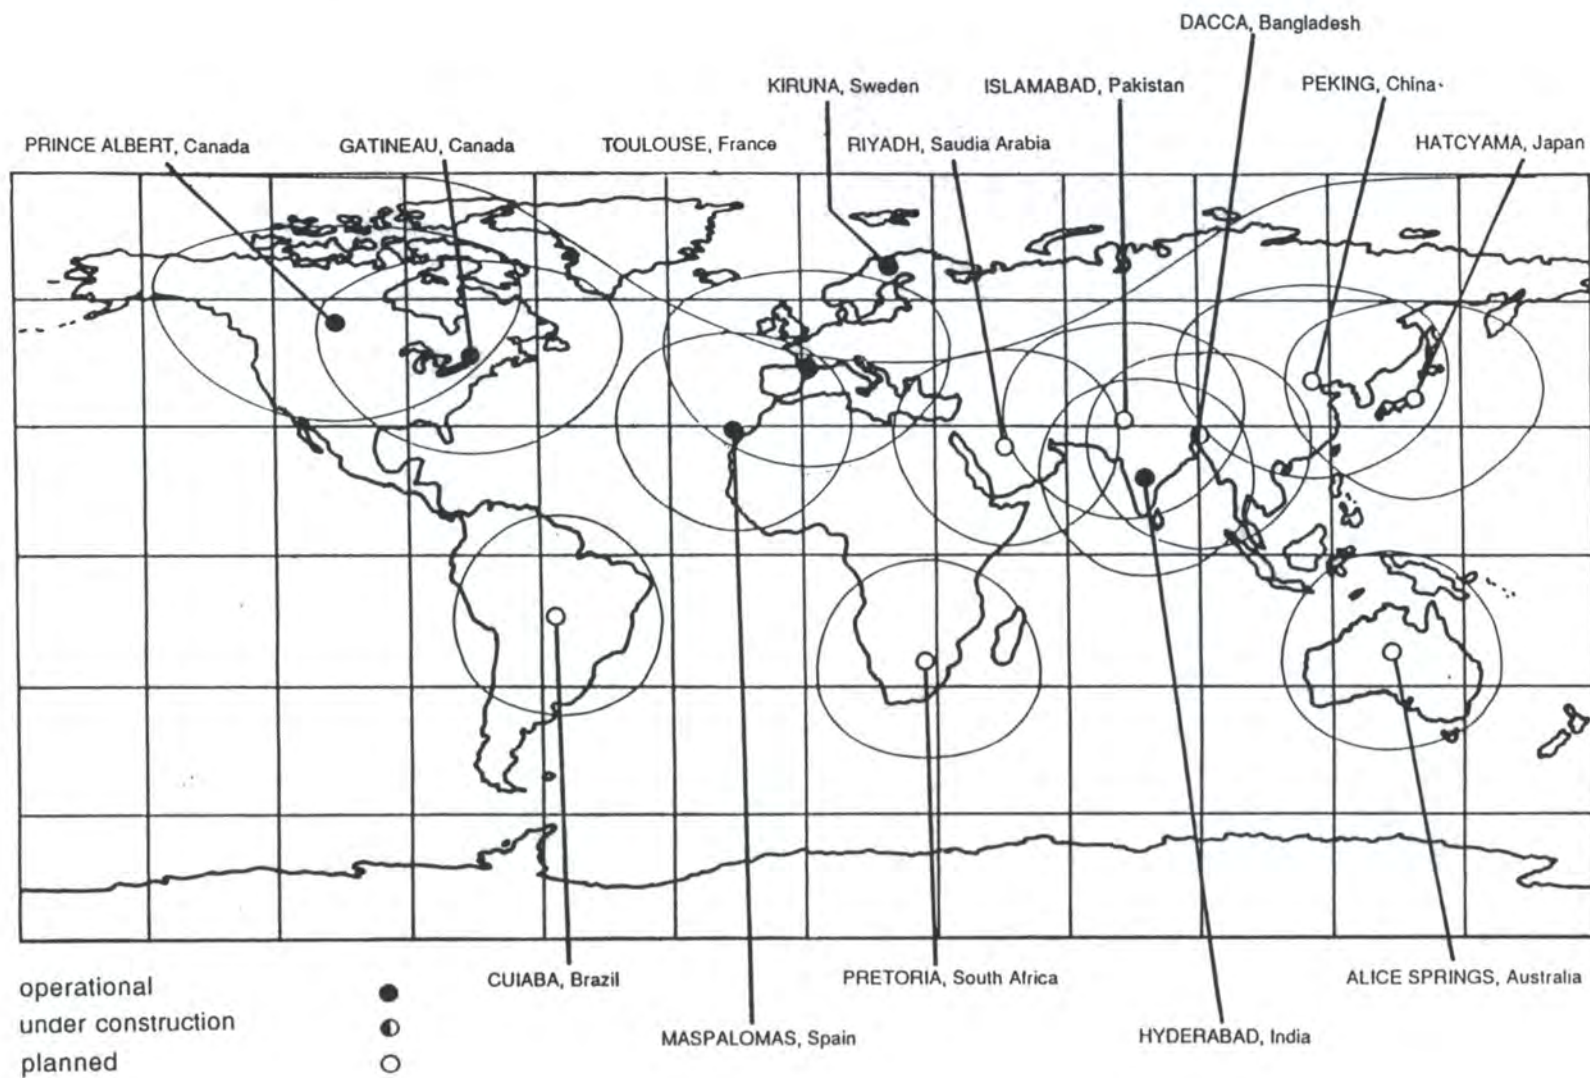 DACCA, Bangladesh
KIRUNA, Sweden
ISLAMABAD, Pakistan
PEKING, China
PRINCE ALBERT, Canada
GATINEAU, Canada
TOULOUSE, France
RIYADH, Saudia Arabia
HATCYAMA, Japan
CUIABA, Brazil
PRETORIA, South Africa
ALICE SPRINGS, Australia
operational
under construction
planned
MASPALOMAS, Spain
HYDERABAD, India